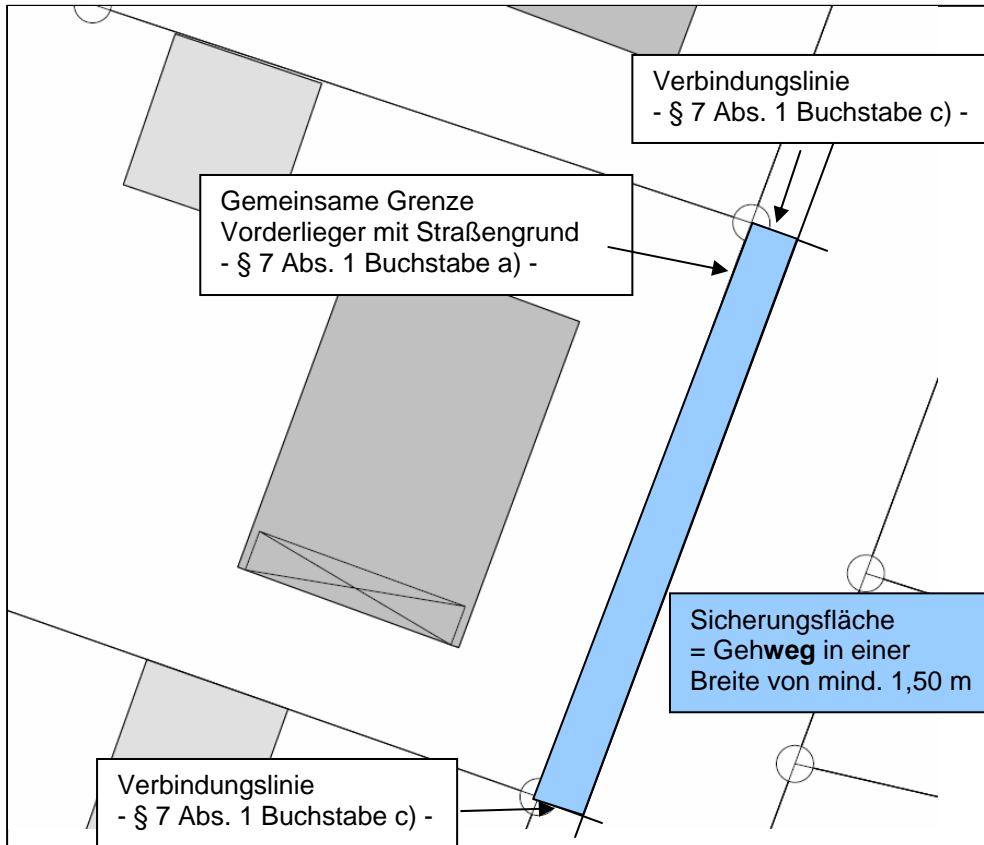 Verbindungslinie
- § 7 Abs. 1 Buchstabe c) -
Gemeinsame Grenze
Vorderlieger mit Straßengrund
- § 7 Abs. 1 Buchstabe a) -
Sicherungsfläche
= Gehweg in einer
Breite von mind. 1,50 m
Verbindungslinie
- § 7 Abs. 1 Buchstabe c) -